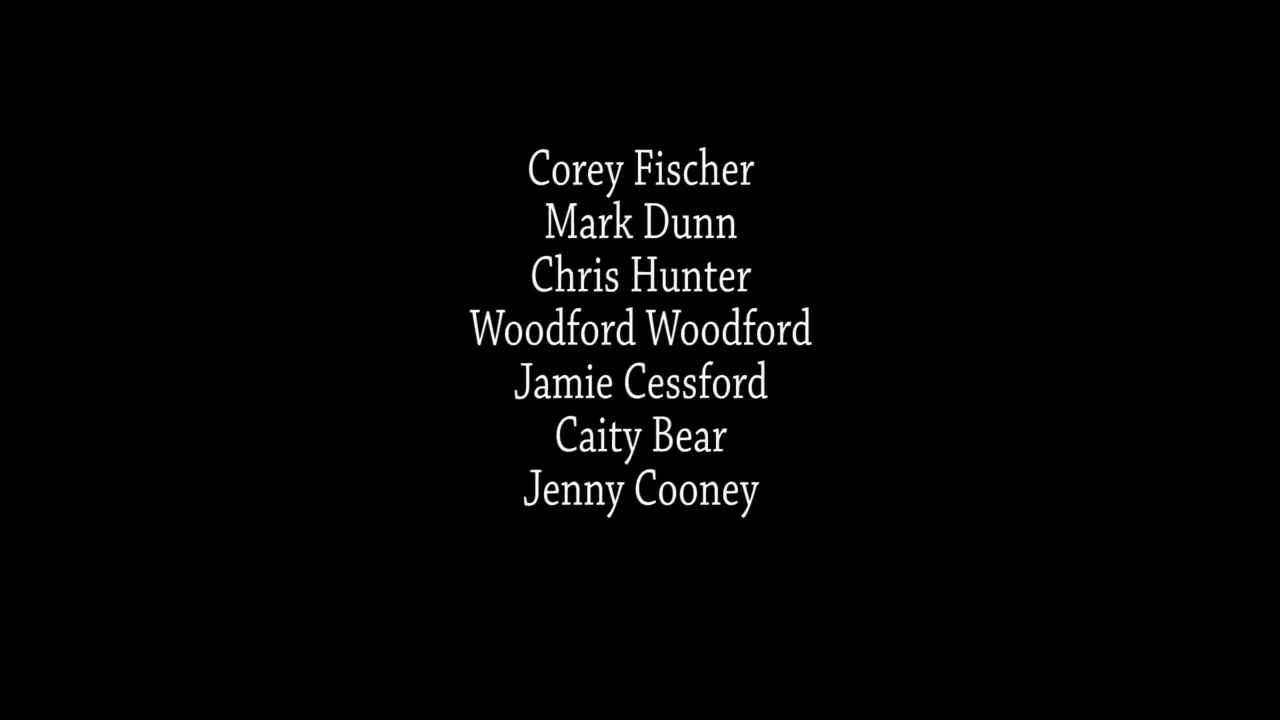 Corey Fischer
Mark Dunn
Chris Hunter
Woodford Woodford
Jamie Cessford
Caity Bear
Jenny Cooney